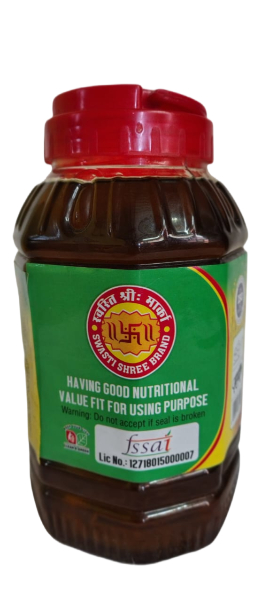 स्वस्ति श्रीः मार्का
SWASTI SHREE BRAND
HAVING GOOD NUTRITIONAL
VALUE FIT FOR USING PURPOSE
Warning: Do not accept if seal is broken
fssai
Lic No.: 12718015000007